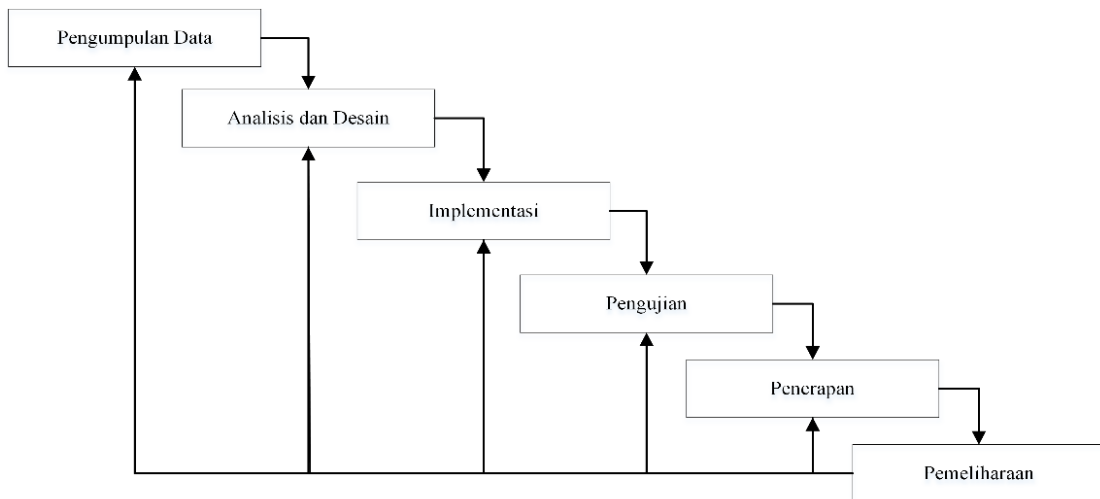 Pengumpulan Data
Analisis dan Desain
Implementasi
Pengujian
Penerapan
Pemeliharaan